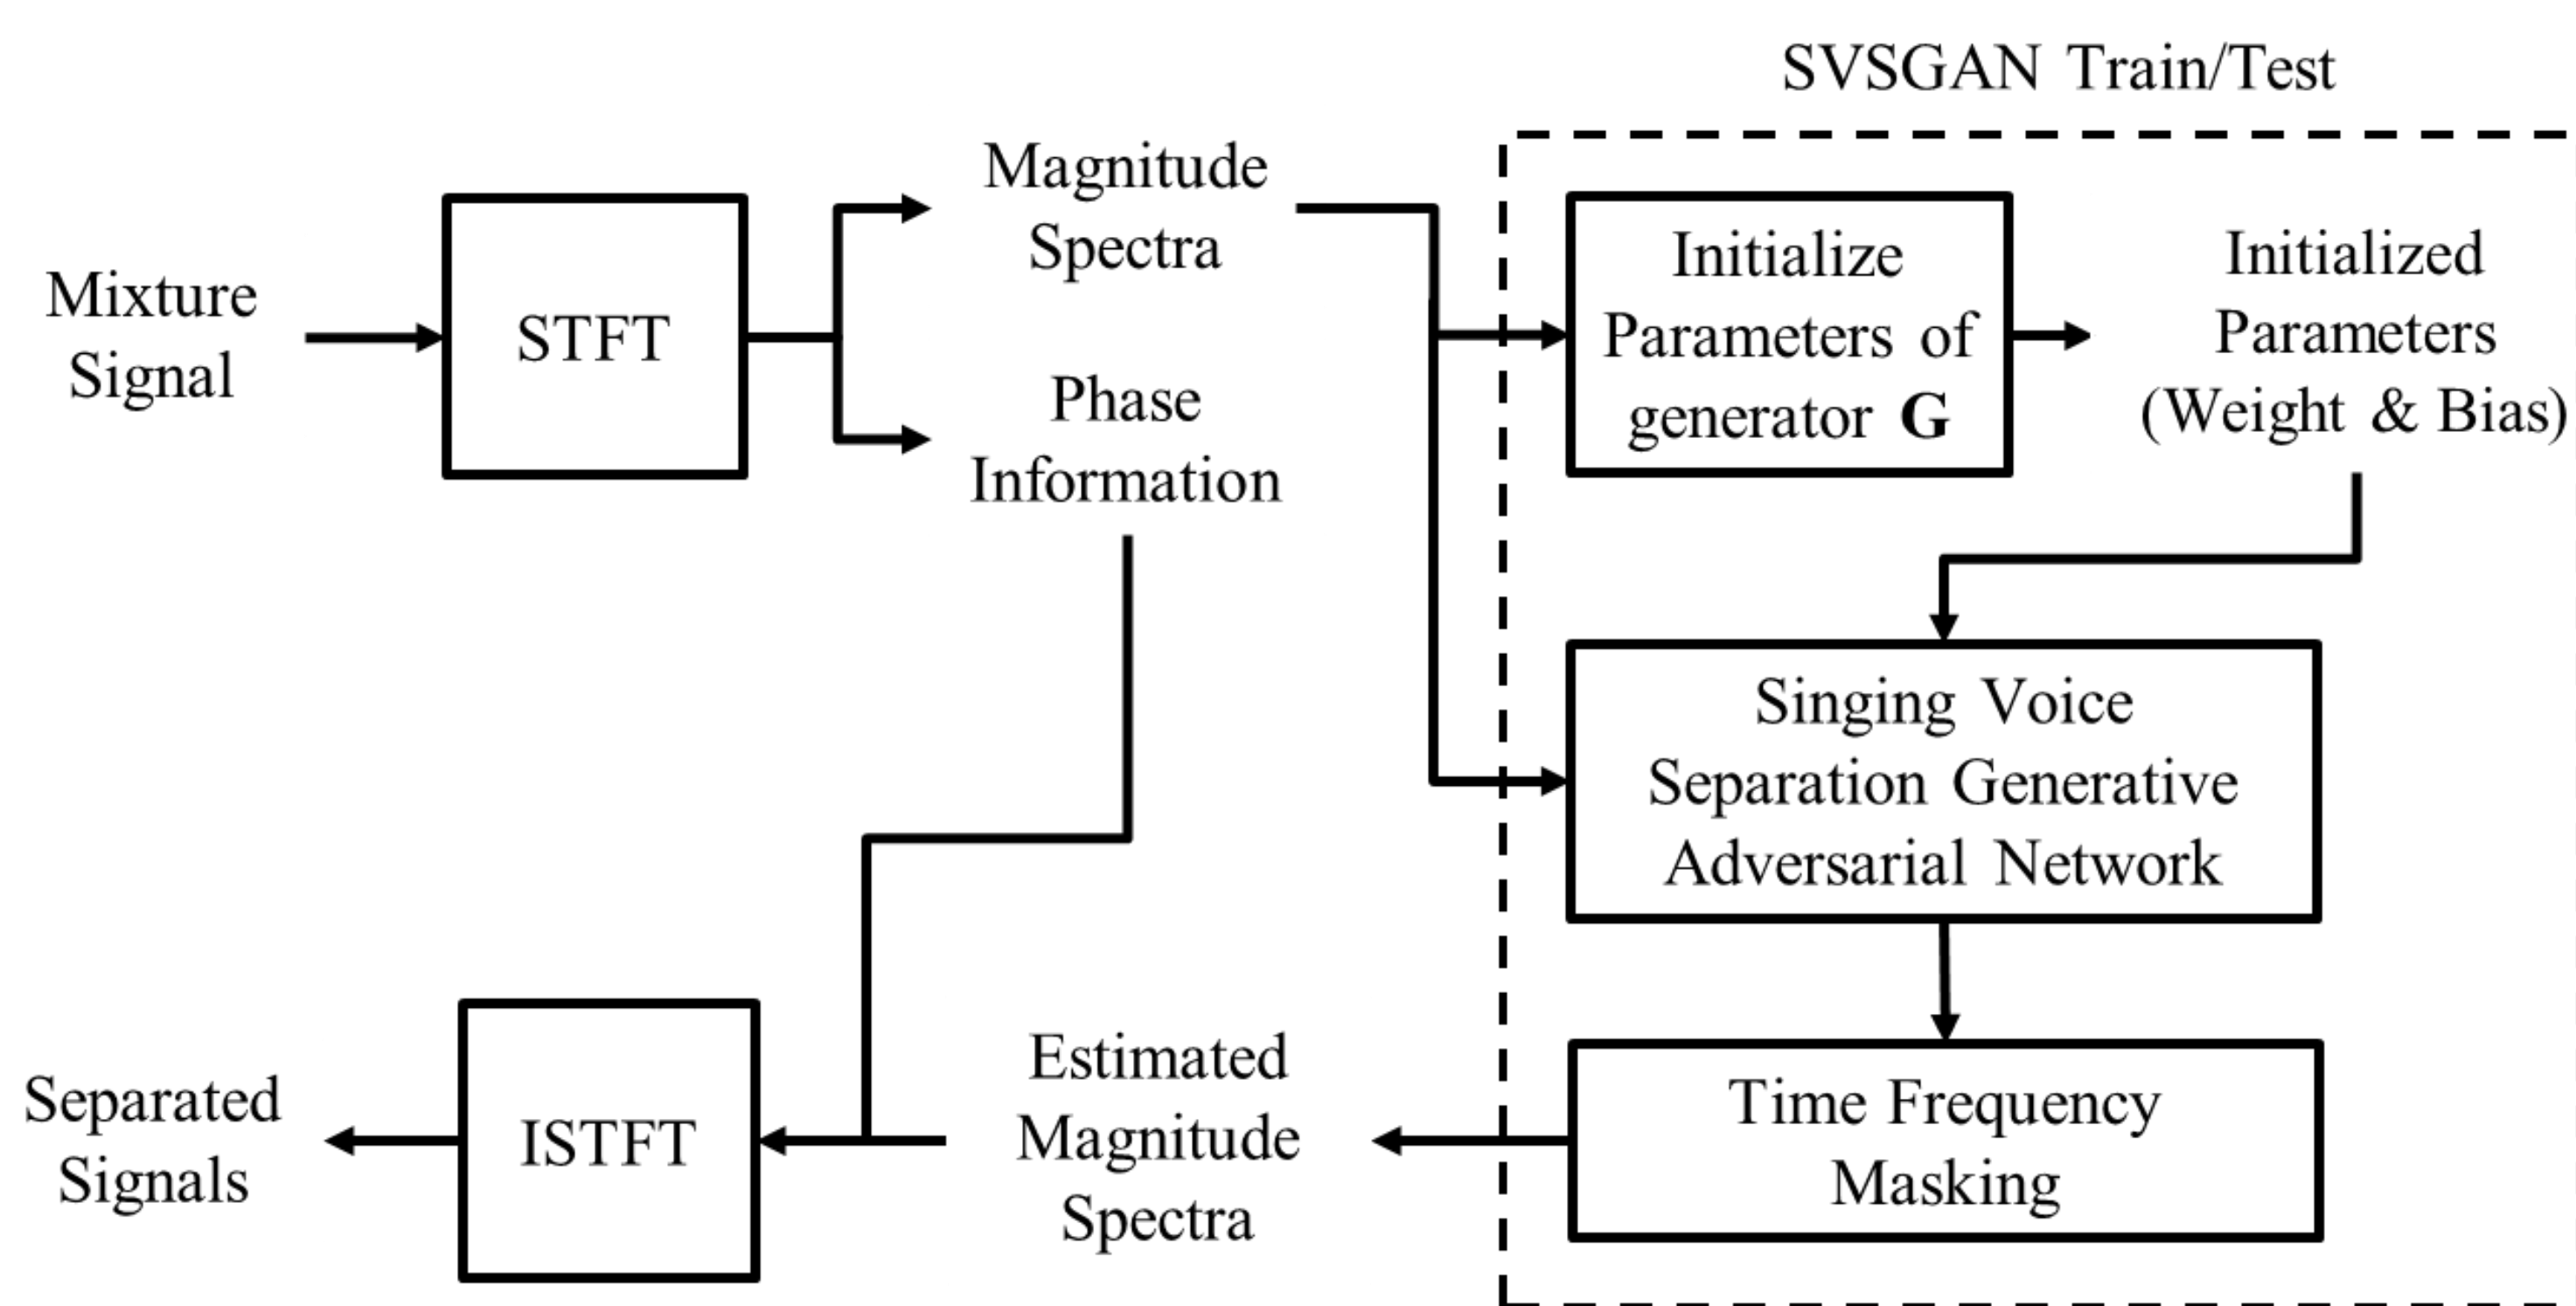 SVSGAN Train/Test
Mixture
Signal
STFT
Magnitude
Spectra
Phase
Information
Initialize
Parameters of
generator G
Initialized
Parameters
(Weight & Bias)
Singing Voice
Separation Generative
Adversarial Network
Time Frequency
Masking
Estimated
Magnitude
Spectra
ISTFT
Separated
Signals